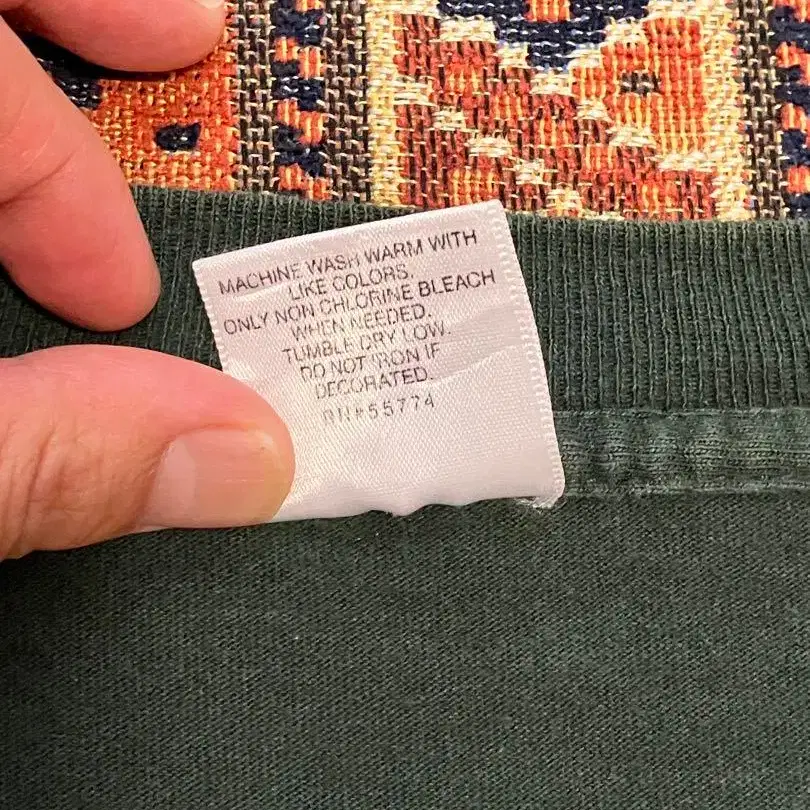 MACHINE WASH WARM WITH
LIKE COLORS.
ONLY NON CHLORINE BLEACH
WHEN NEEDED.
TUMBLE DRY LOW.
DO NOT IRON IF
DECORATED.
RN#55774